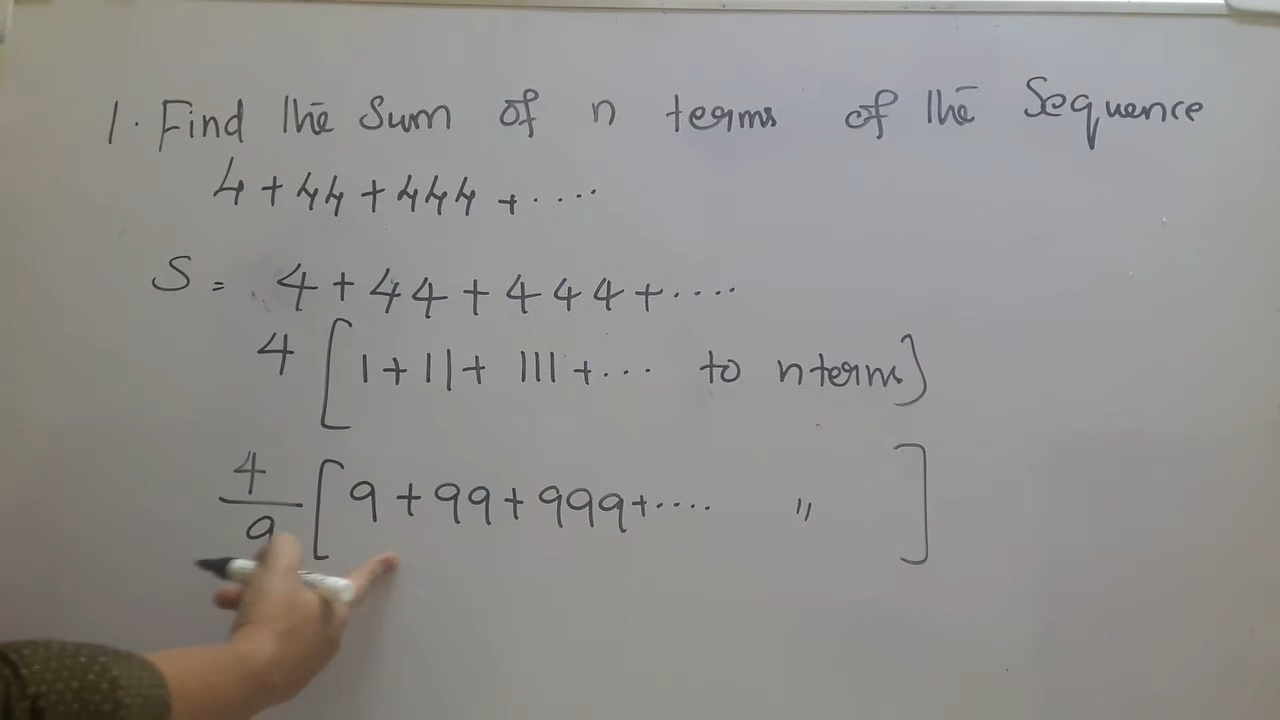 1. Find the Sum of n terms of the Sequence
4 + 44 + 444 + ....
S = 4 + 44 + 444 + ....
4 [ 1 + 11 + 111 + ... to n term ]
4/9 [ 9 + 99 + 999 + .... " ]